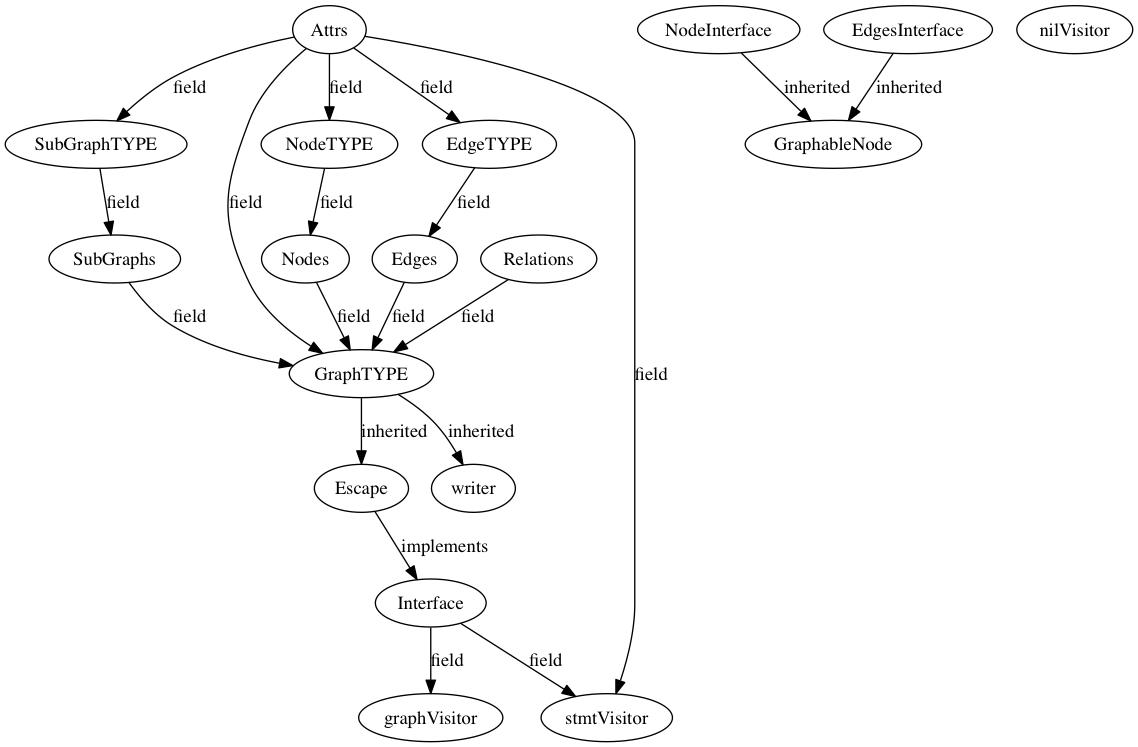 Attrs
NodeInterface
EdgesInterface
nilVisitor
field
field
field
inherited
inherited
SubGraphTYPE
NodeTYPE
EdgeTYPE
GraphableNode
field
field
field
field
SubGraphs
Nodes
Edges
Relations
field
field
field
field
GraphTYPE
field
inherited
inherited
Escape
writer
implements
Interface
field
field
graphVisitor
stmtVisitor